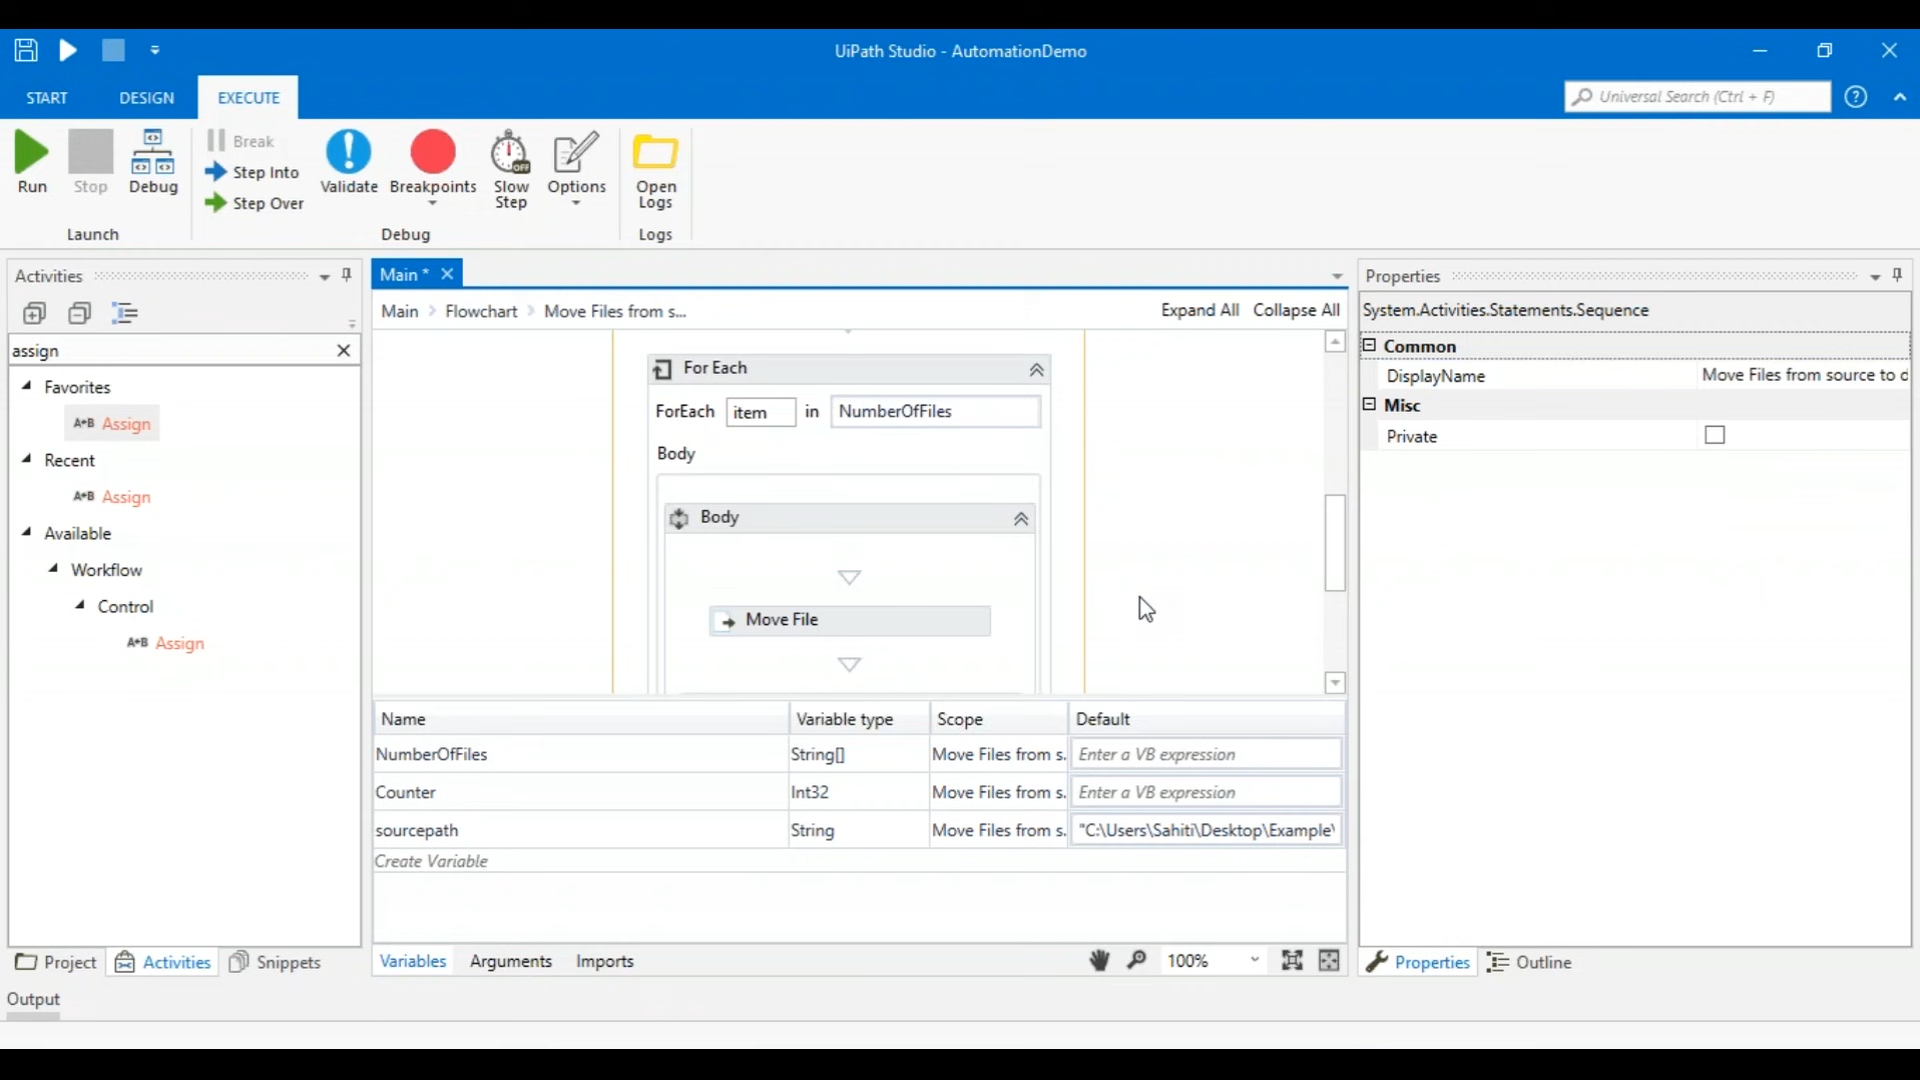 UiPath Studio - AutomationDemo
START DESIGN EXECUTE
Universal Search (Ctrl + F)
Run
Stop
Debug
Launch
Break
Step Into
Step Over
Validate
Breakpoints
Slow Step
Options
Debug
Open Logs
Logs
Activities
assign
Favorites
A+B Assign
Recent
A+B Assign
Available
Workflow
Control
A+B Assign
Project Activities Snippets
Main *
Main Flowchart Move Files from s...
Expand All Collapse All
For Each
ForEach item in NumberOfFiles
Body
Body
Move File
Name Variable type Scope Default
NumberOfFiles String[] Move Files from s. Enter a VB expression
Counter Int32 Move Files from s. Enter a VB expression
sourcepath String Move Files from s. "C:\Users\Sahiti\Desktop\Example\
Create Variable
Variables Arguments Imports
100%
Properties
System.Activities.Statements.Sequence
Common
DisplayName Move Files from source to d
Misc
Private
Properties Outline
Output